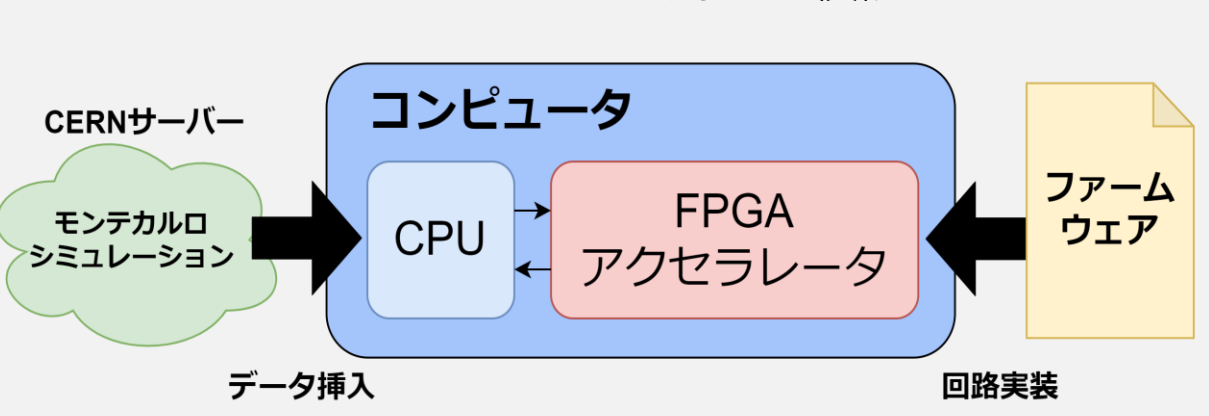 CERNサーバー
モンテカルロ
シミュレーション
コンピュータ
CPU
FPGA
アクセラレータ
ファーム
ウェア
データ挿入
回路実装